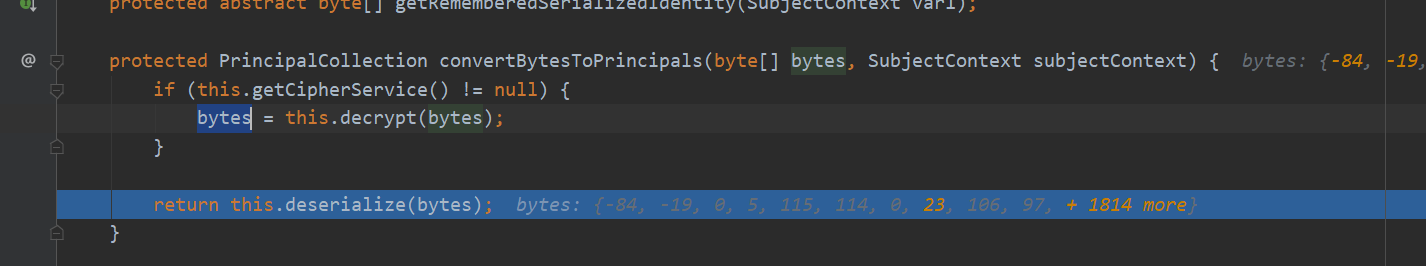 protected abstract byte[] getRememberedSerializedIdentity(SubjectContext var1);
@ protected PrincipalCollection convertBytesToPrincipals(byte[] bytes, SubjectContext subjectContext) { bytes: {-84, -19,
if (this.getCipherService() != null) {
bytes = this.decrypt(bytes);
}
return this.deserialize(bytes); bytes: {-84, -19, 0, 5, 115, 114, 0, 23, 106, 97, + 1814 more}
}